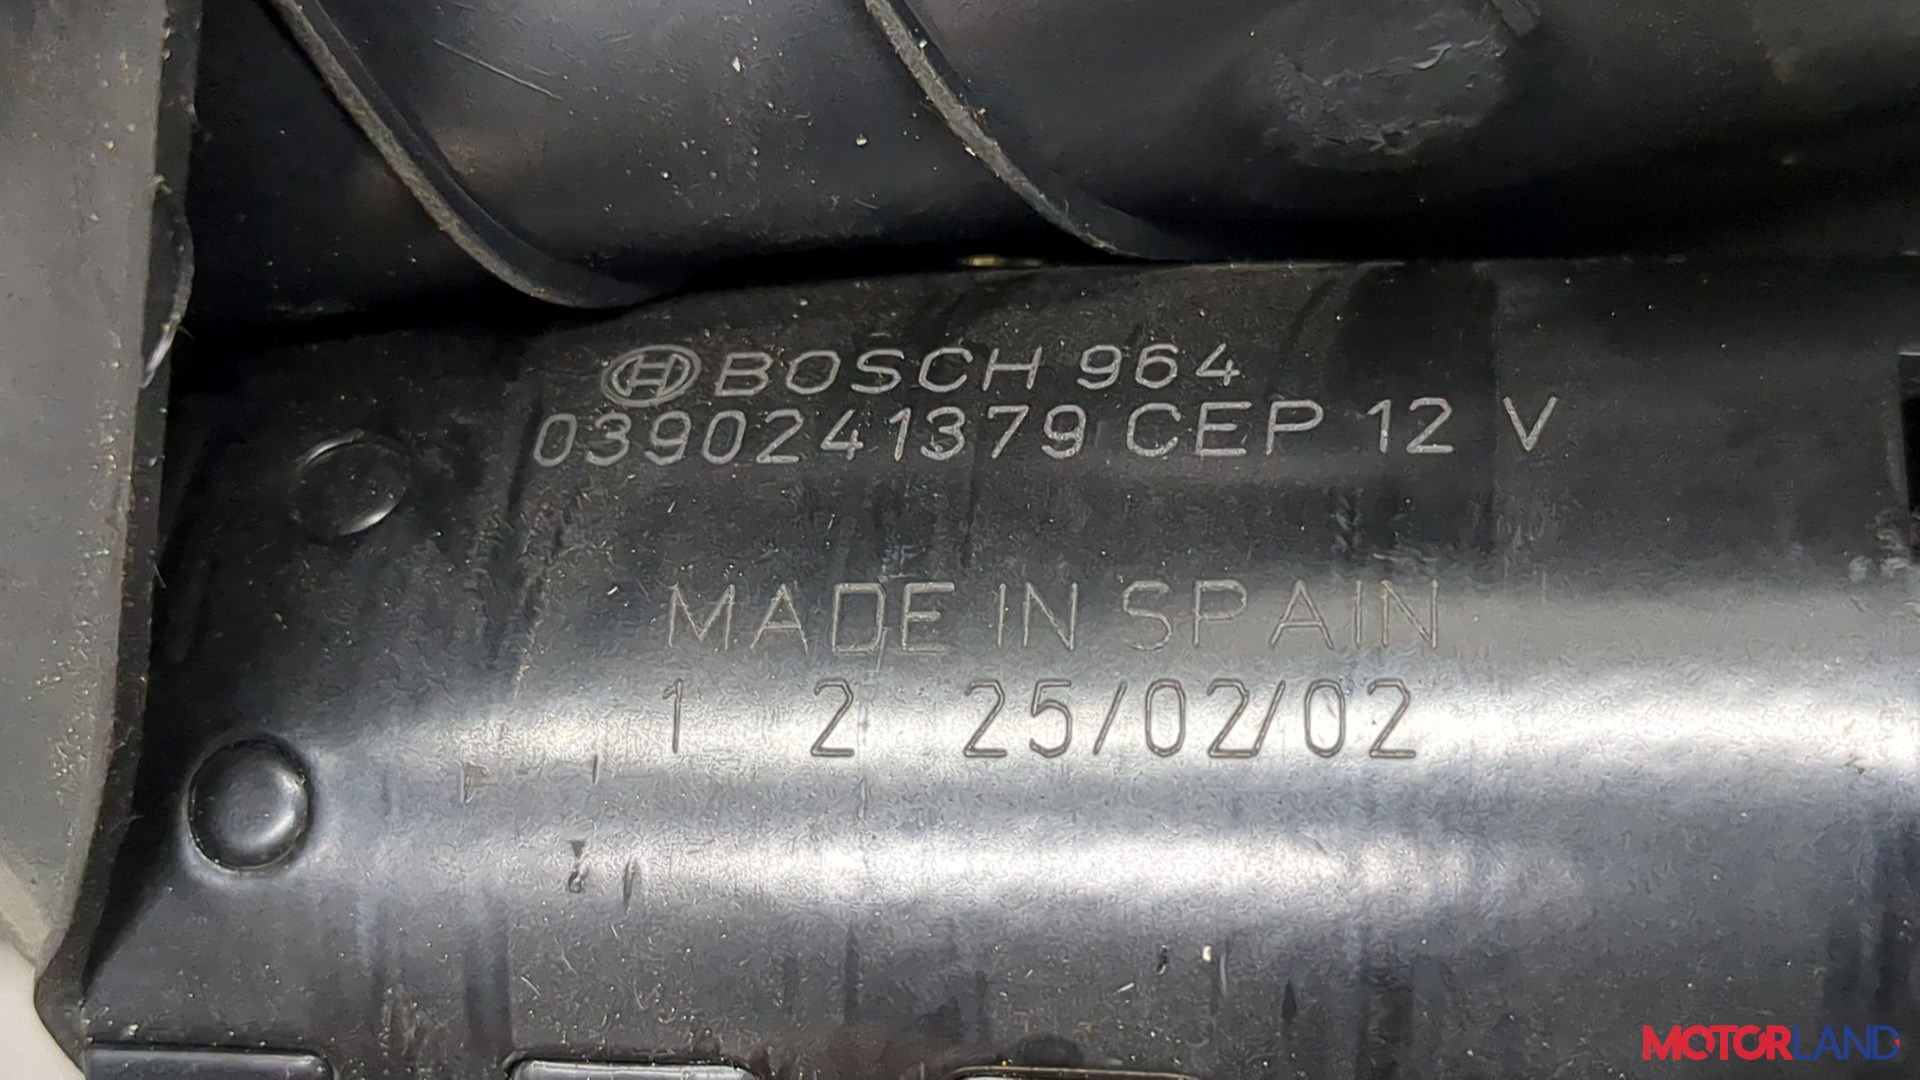 BOSCH 964
0390241379 CEP 12 V
MADE IN SPAIN
1 2 25/02/02
MOTORLAND